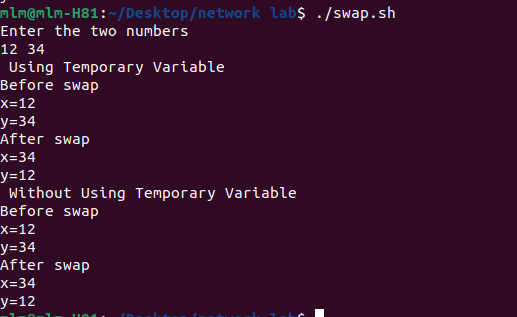 mlm@mlm-H81:~/Desktop/network lab$ ./swap.sh
Enter the two numbers
12 34
 Using Temporary Variable
Before swap
x=12
y=34
After swap
x=34
y=12
 Without Using Temporary Variable
Before swap
x=12
y=34
After swap
x=34
y=12
mlm@mlm-H81:~/Desktop/network lab$